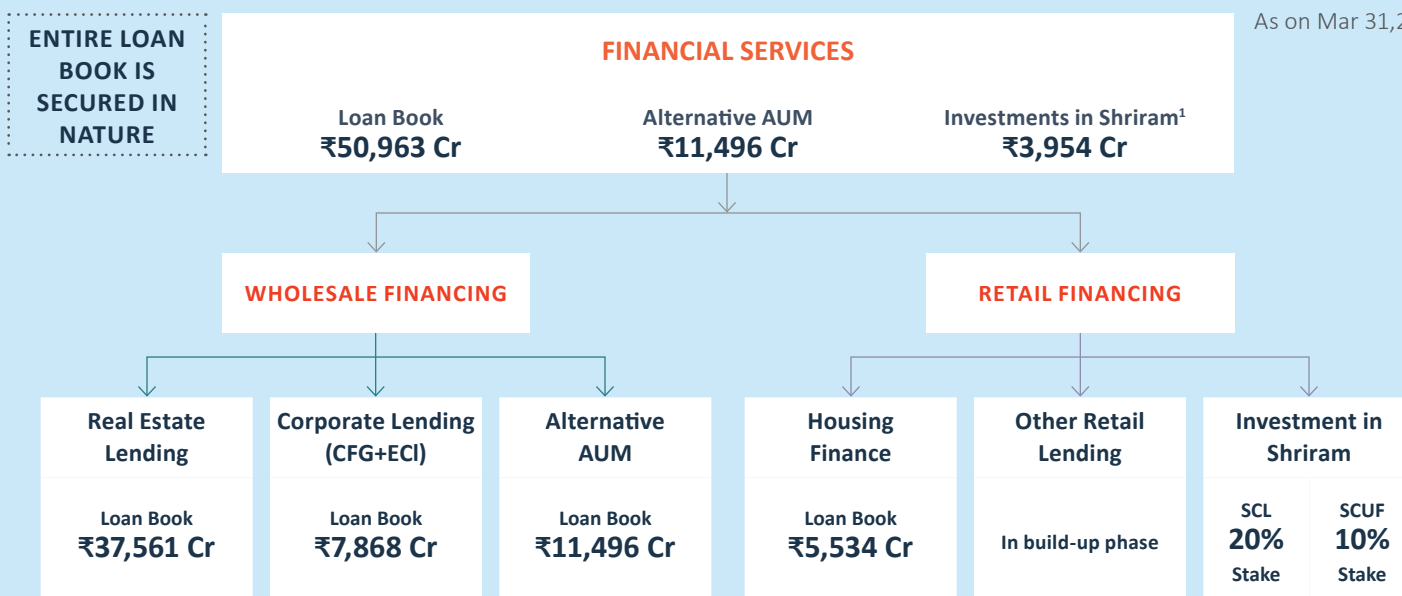 ENTIRE LOAN
BOOK IS
SECURED IN
NATURE
As on Mar 31,2
FINANCIAL SERVICES
Loan Book
₹50,963 Cr
Alternative AUM
₹11,496 Cr
Investments in Shriram¹
₹3,954 Cr
WHOLESALE FINANCING
RETAIL FINANCING
Real Estate
Lending
Loan Book
₹37,561 Cr
Corporate Lending
(CFG+ECI)
Loan Book
₹7,868 Cr
Alternative
AUM
Loan Book
₹11,496 Cr
Housing
Finance
Loan Book
₹5,534 Cr
Other Retail
Lending
In build-up phase
Investment in
Shriram
SCL
20%
Stake
SCUF
10%
Stake